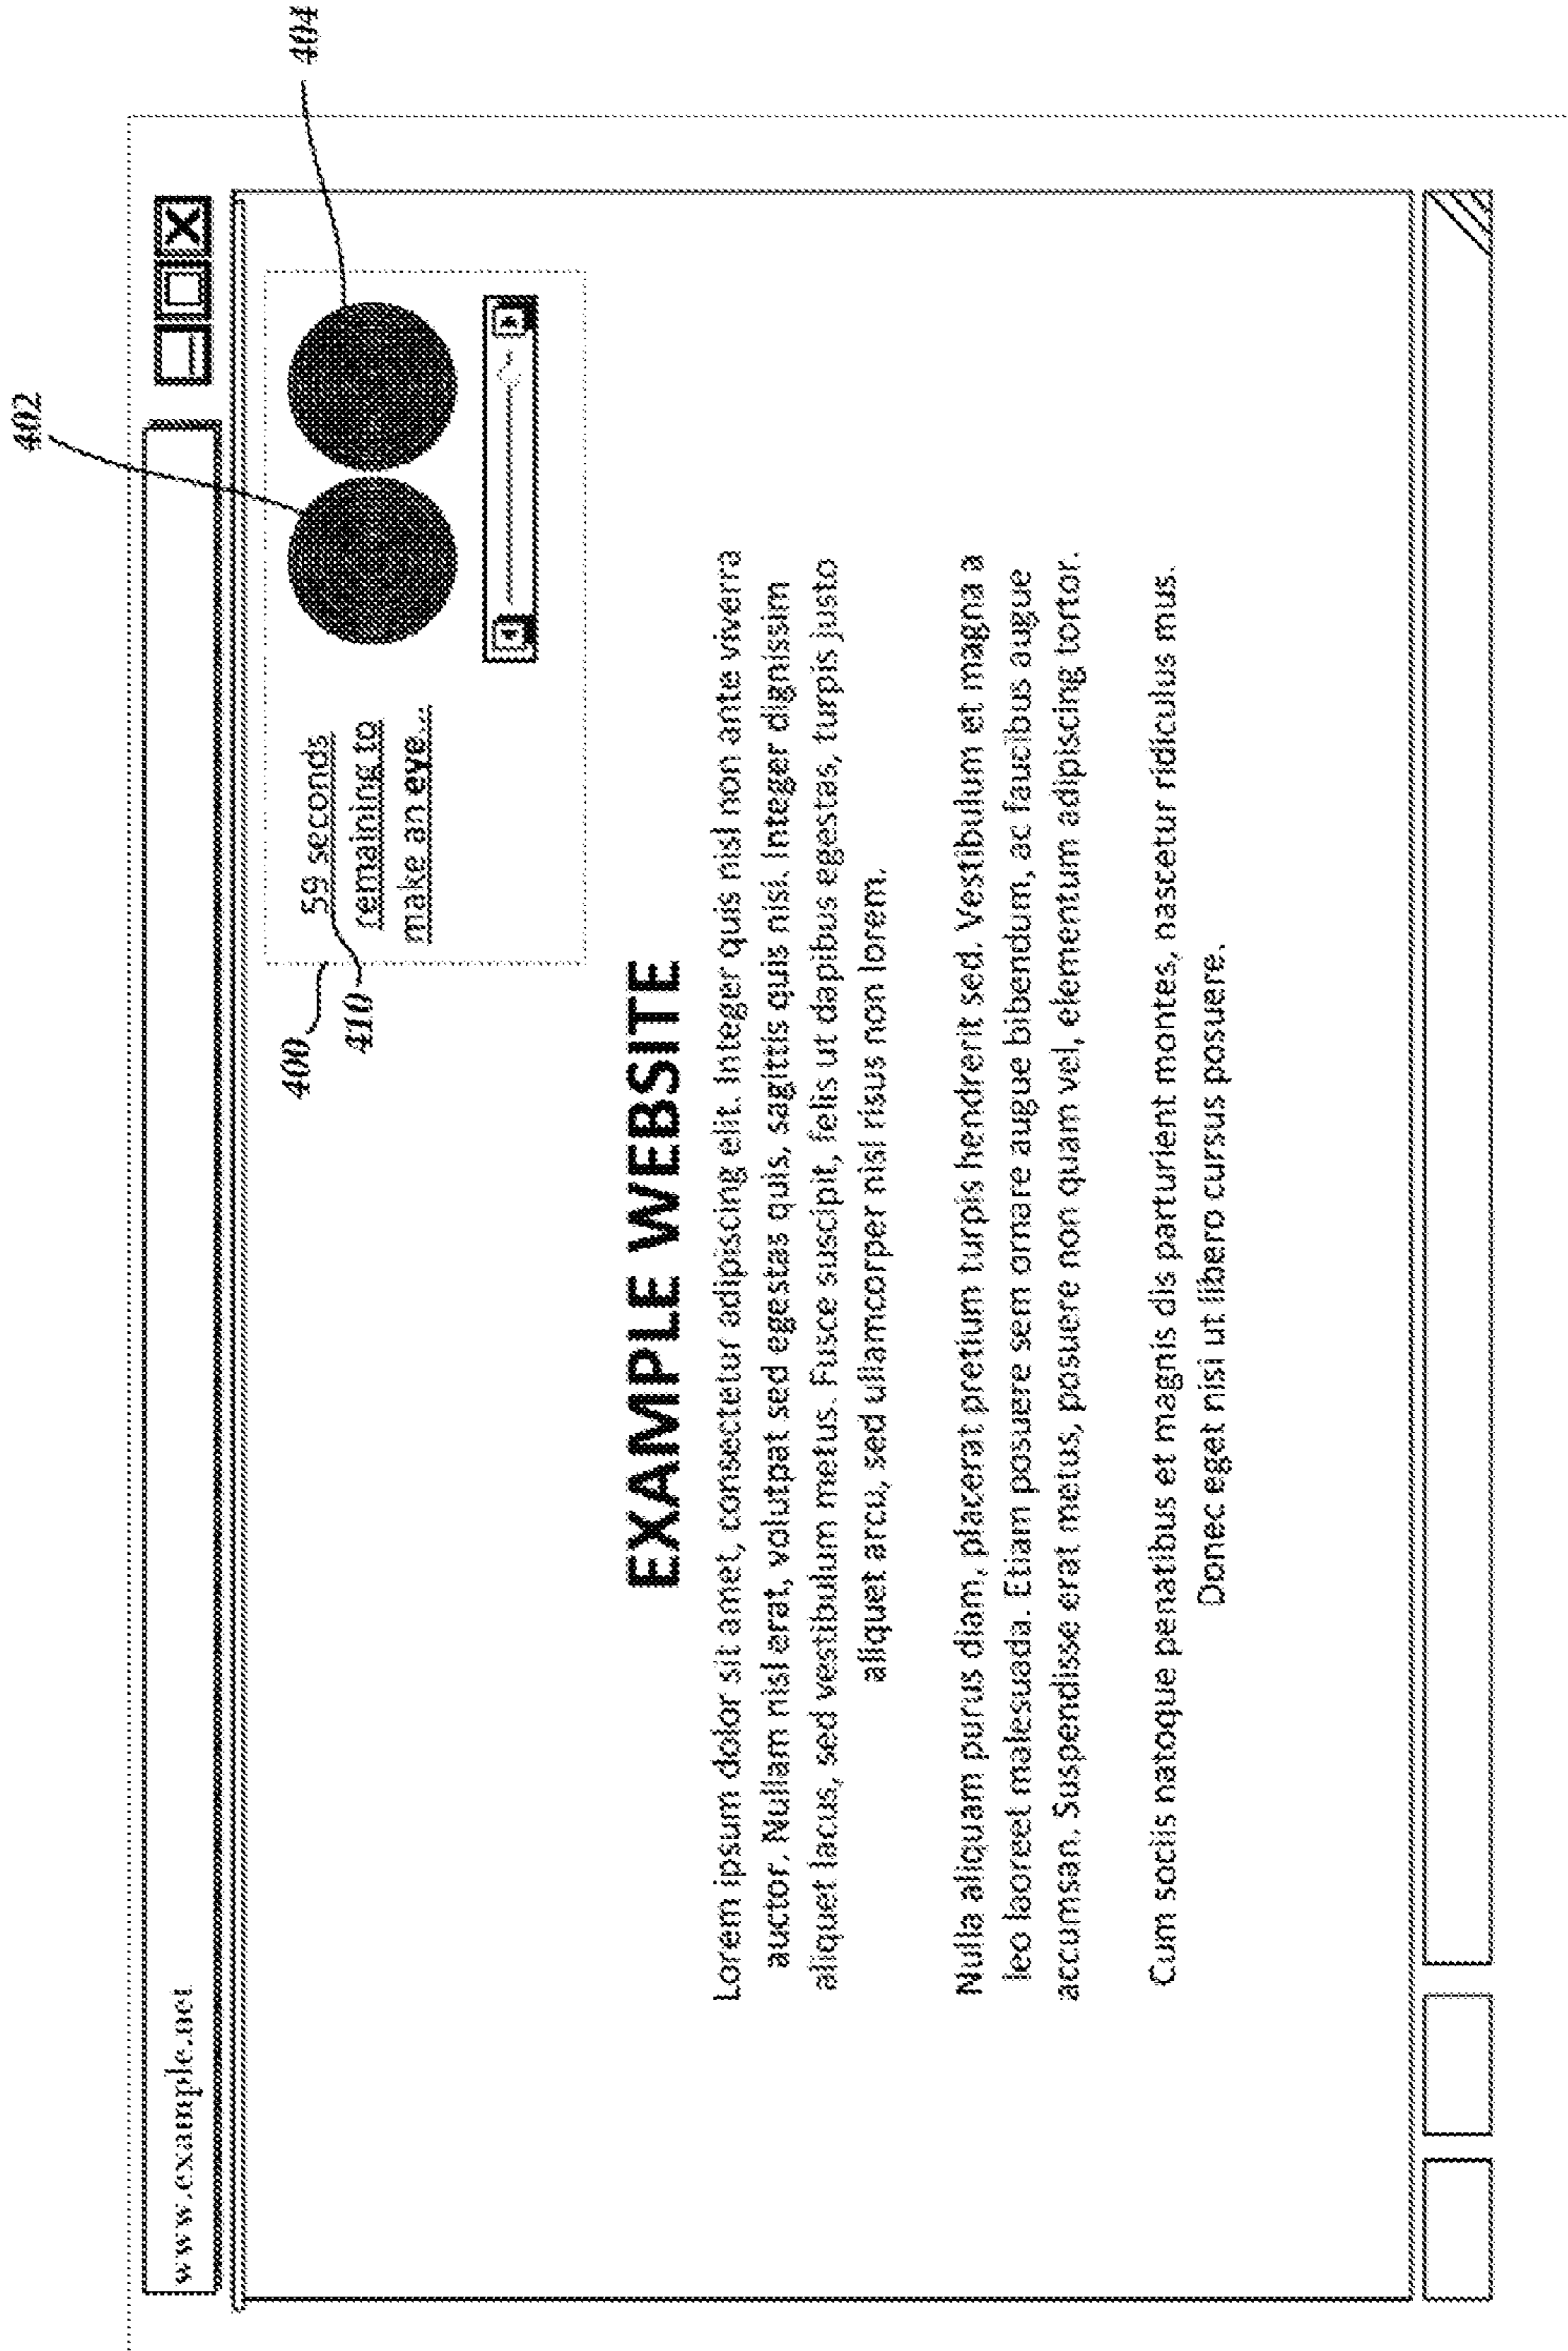 402
404
www.example.net
400
410
59 seconds
remaining to
make an eye...
EXAMPLE WEBSITE
Lorem ipsum dolor sit amet, consectetur adipiscing elit. Integer quis nisl non ante viverra
auctor. Nullam nisl erat, volutpat sed egestas quis, sagittis quis nisi. Integer dignissim
aliquet lacus, sed vestibulum metus. Fusce suscipit, felis ut dapibus egestas, turpis justo
aliquet arcu, sed ullamcorper nisl risus non lorem.
Nulla aliquam purus diam, placerat pretium turpis hendrerit sed. Vestibulum et magna a
leo laoreet malesuada. Etiam posuere sem ornare augue bibendum, ac faucibus augue
accumsan. Suspendisse erat metus, posuere non quam vel, elementum adipiscing tortor.
Cum sociis natoque penatibus et magnis dis parturient montes, nascetur ridiculus mus.
Donec eget nisi ut libero cursus posuere.